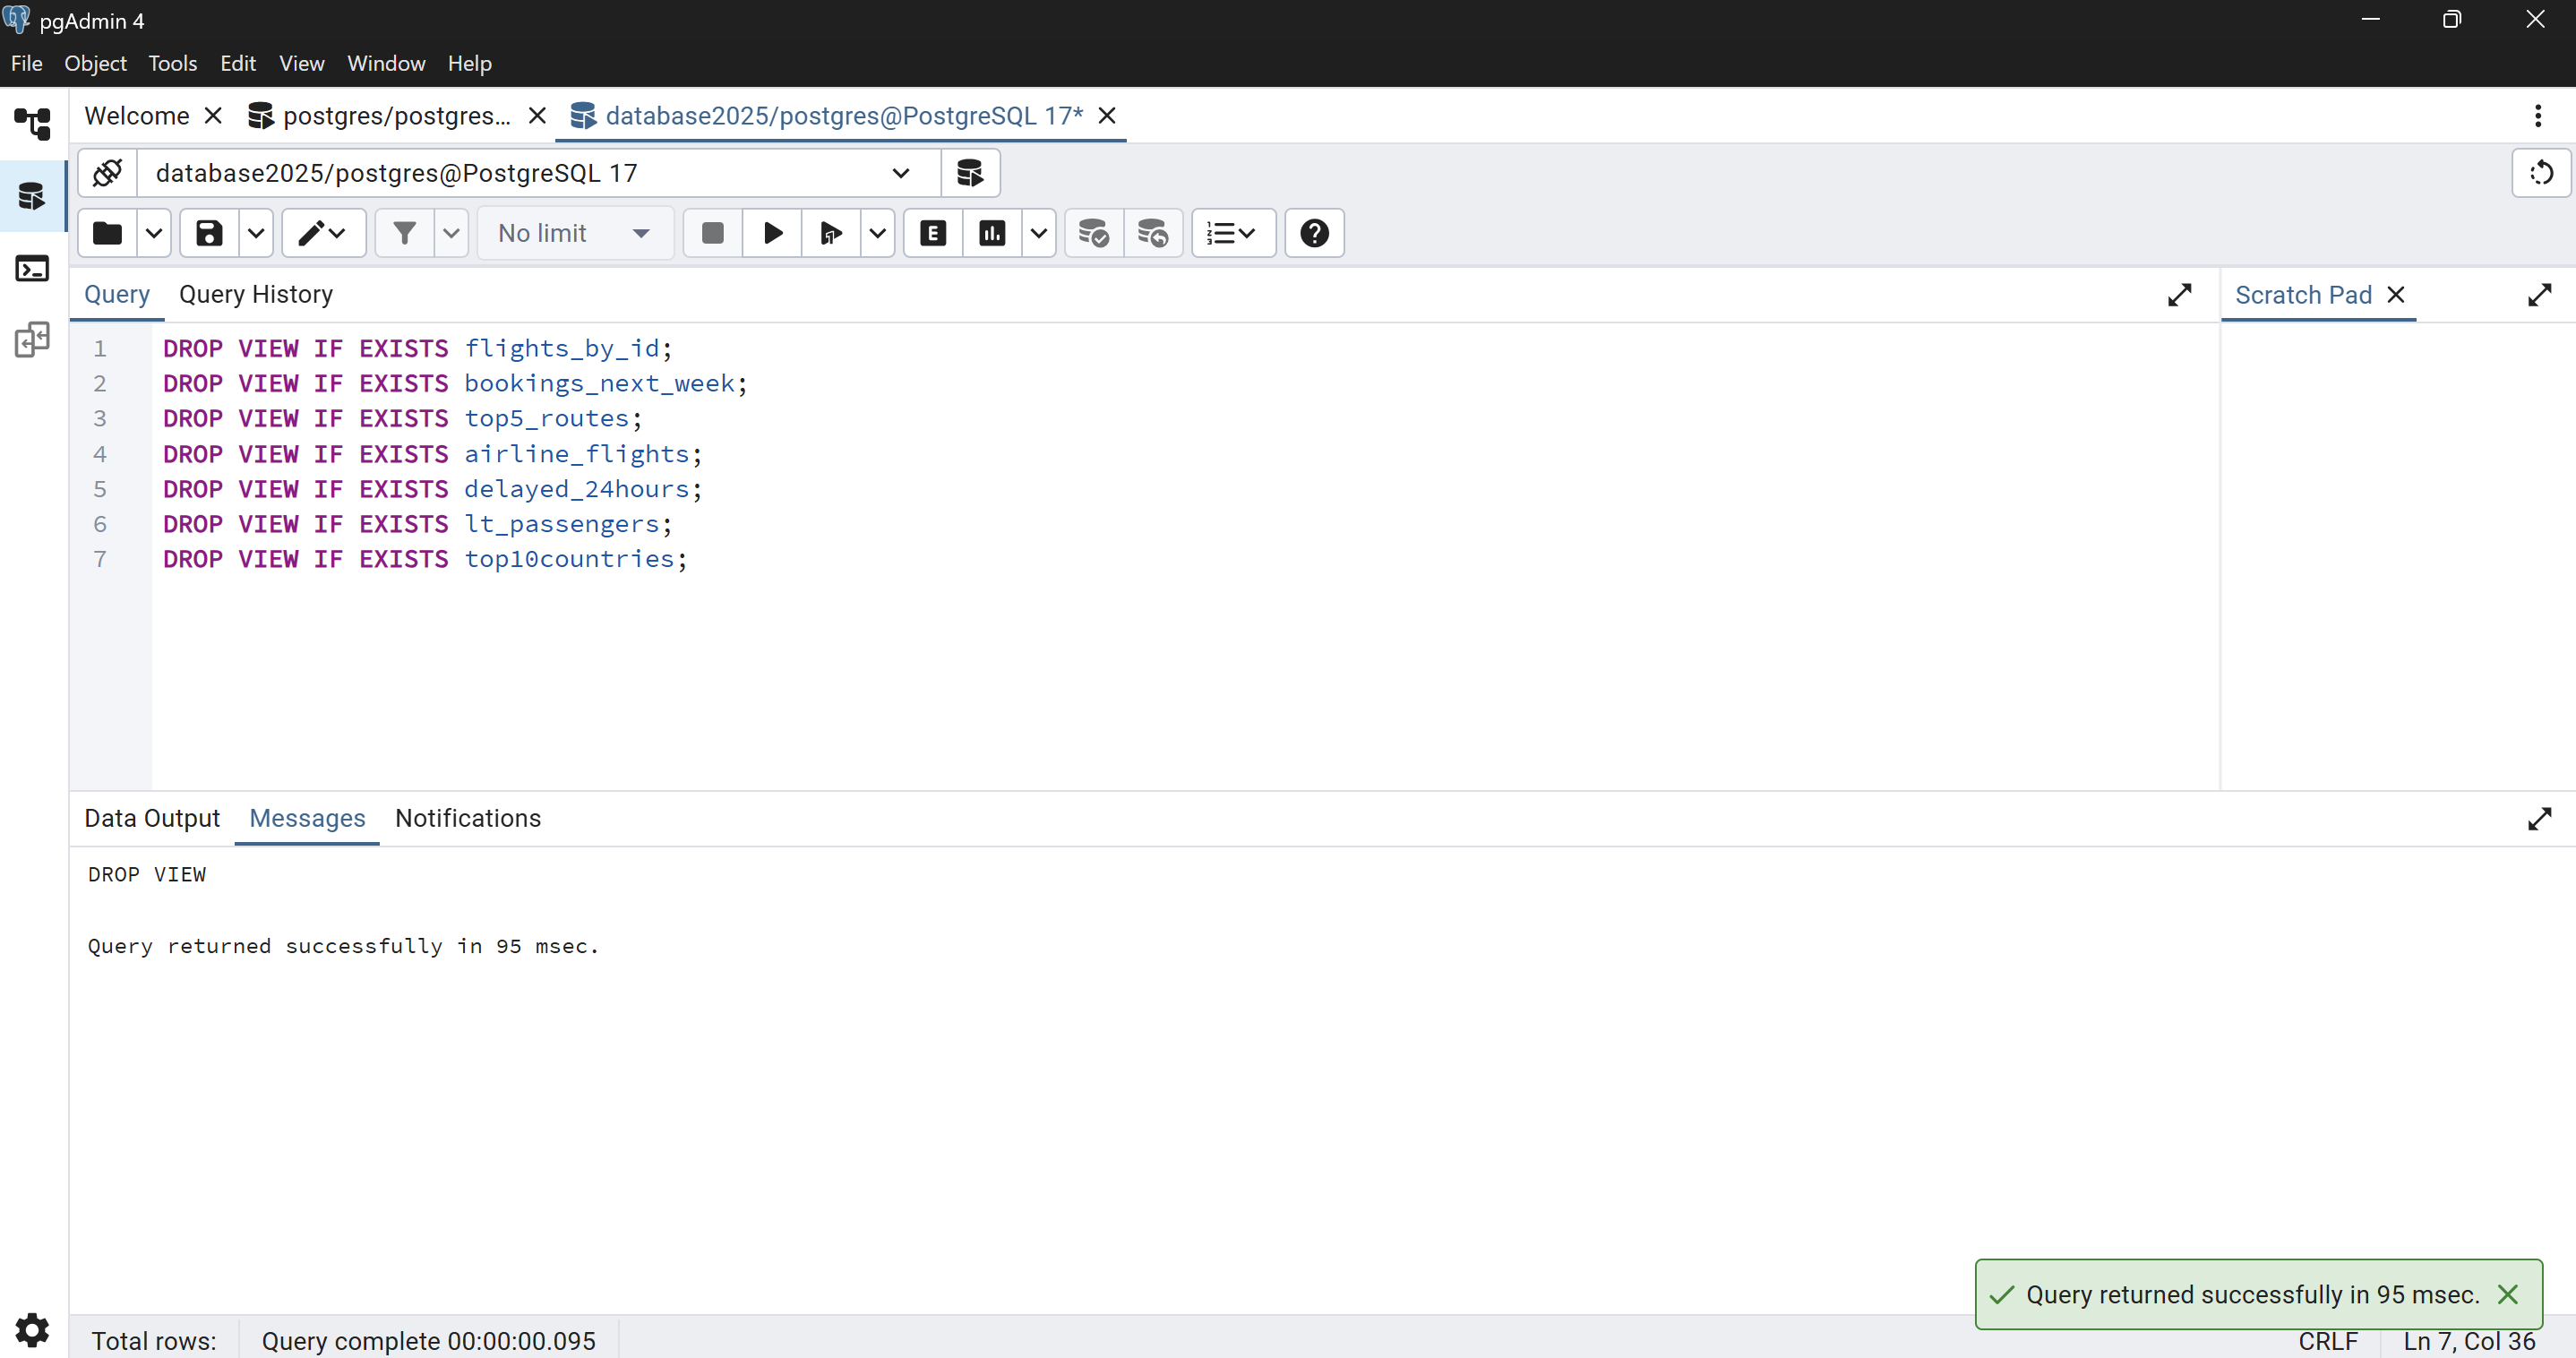 pgAdmin 4
File Object Tools Edit View Window Help
Welcome postgres/postgres... database2025/postgres@PostgreSQL 17*
database2025/postgres@PostgreSQL 17
No limit
Query Query History Scratch Pad
1 DROP VIEW IF EXISTS flights_by_id;
2 DROP VIEW IF EXISTS bookings_next_week;
3 DROP VIEW IF EXISTS top5_routes;
4 DROP VIEW IF EXISTS airline_flights;
5 DROP VIEW IF EXISTS delayed_24hours;
6 DROP VIEW IF EXISTS lt_passengers;
7 DROP VIEW IF EXISTS top10countries;
Data Output Messages Notifications
DROP VIEW
Query returned successfully in 95 msec.
Query returned successfully in 95 msec.
Total rows: Query complete 00:00:00.095 CRLF Ln 7, Col 36